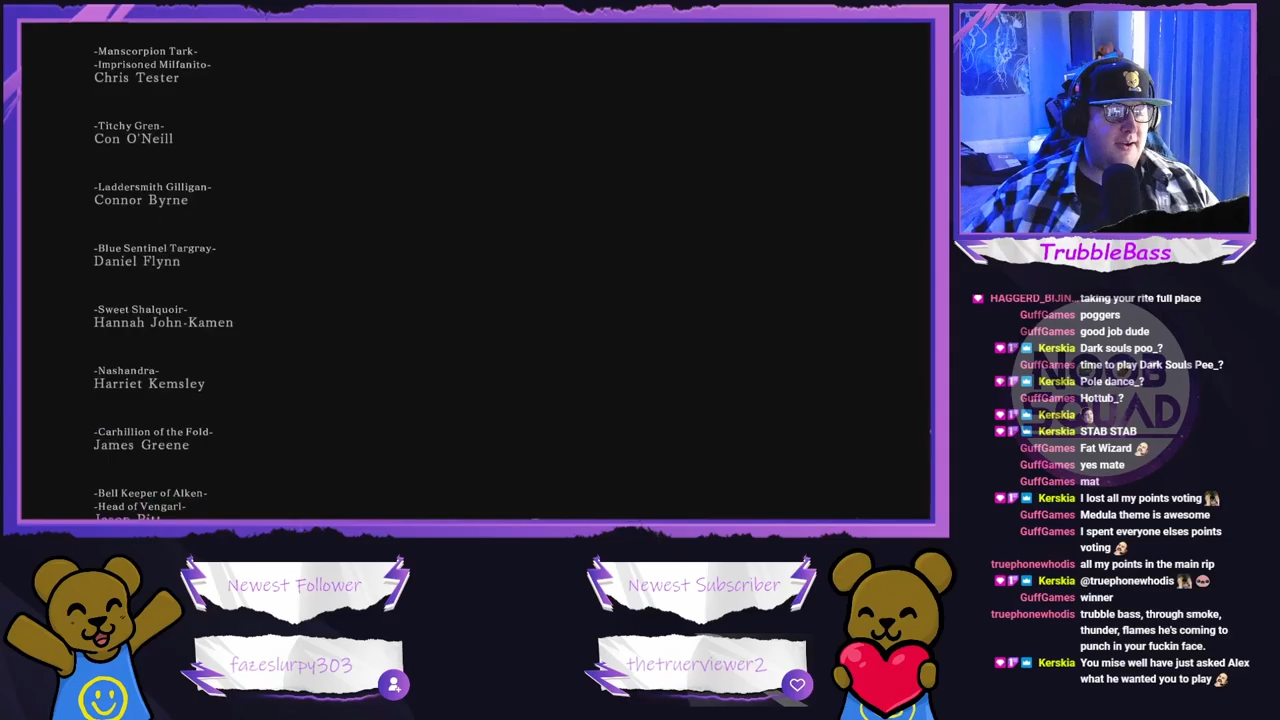 -Manscorpion Tark-
-Imprisoned Milfanito-
Chris Tester
-Titchy Gren-
Con O'Neill
-Laddersmith Gilligan-
Connor Byrne
-Blue Sentinel Targray-
Daniel Flynn
-Sweet Shalquoir-
Hannah John-Kamen
-Nashandra-
Harriet Kemsley
-Carhillion of the Fold-
James Greene
-Bell Keeper of Alken-
-Head of Vengarl-
TrubbleBass
HAGGERD_BIJIN... taking your rite full place
GuffGames poggers
GuffGames good job dude
Kerskia Dark souls poo_?
GuffGames time to play Dark Souls Pee_?
Kerskia Pole dance_?
GuffGames Hottub_?
Kerskia
Kerskia STAB STAB
GuffGames Fat Wizard
GuffGames yes mate
GuffGames mat
Kerskia I lost all my points voting
GuffGames Medula theme is awesome
GuffGames I spent everyone elses points
voting
truephonewhodis all my points in the main rip
Kerskia @truephonewhodis
GuffGames winner
truephonewhodis trubble bass, through smoke,
thunder, flames he's coming to
punch in your fuckin face.
Kerskia You mise well have just asked Alex
what he wanted you to play
NOOB
SQUAD
Newest Follower
fazeslurpy303
Newest Subscriber
thetruerviewer2